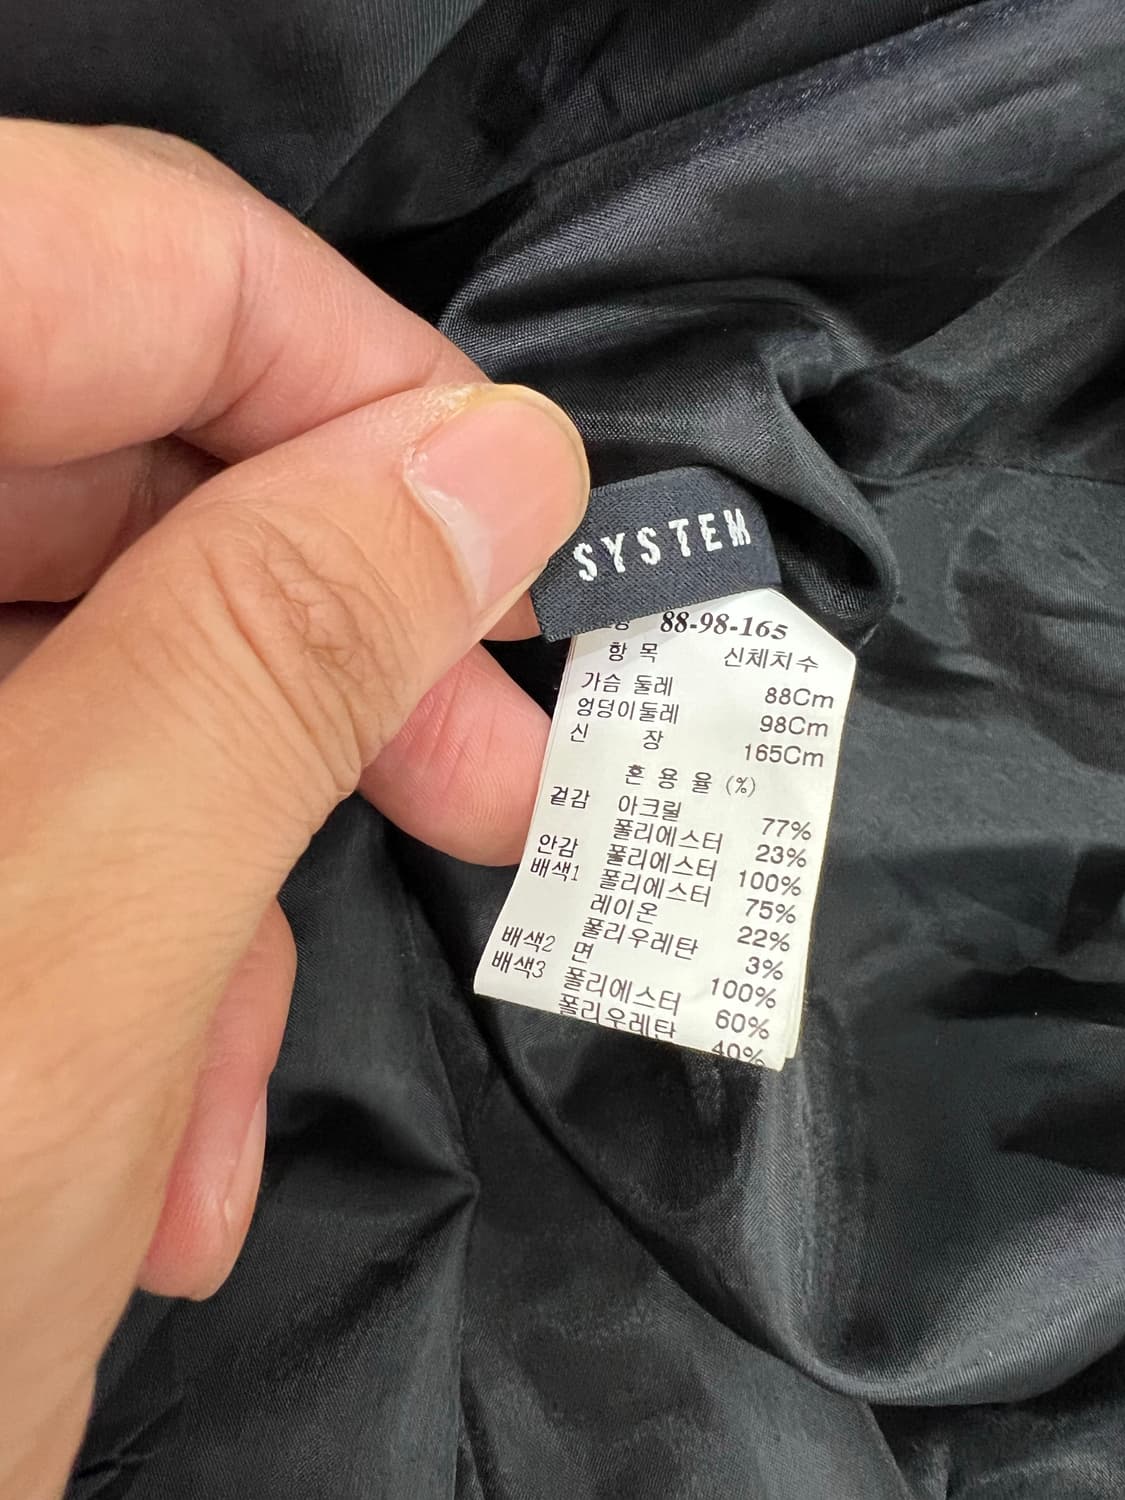 SYSTEM
88-98-165
항 목 신체치수
가슴 둘레 88Cm
엉덩이둘레 98Cm
신 장 165Cm
혼 용 율 (%)
겉감 아크릴 77%
폴리에스터 23%
안감 폴리에스터 100%
배색1 폴리에스터 75%
레이온 22%
폴리우레탄 3%
배색2 면 100%
배색3 폴리에스터 60%
폴리우레탄 40%